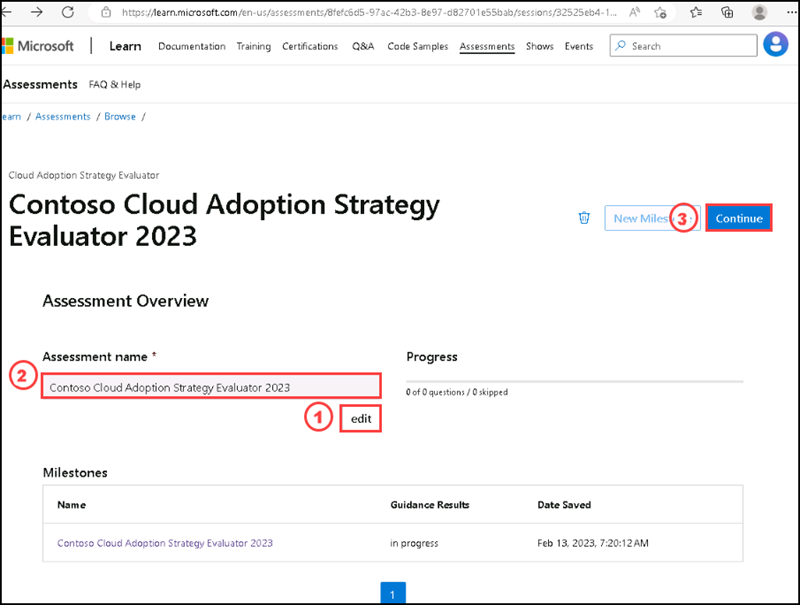 https://learn.microsoft.com/en-us/assessments/8fefc6d5-97ac-42b3-8e97-d82701e55bab/sessions/32525eb4-1...
Microsoft | Learn Documentation Training Certifications Q&A Code Samples Assessments Shows Events Search
Assessments FAQ & Help
earn / Assessments / Browse /
Cloud Adoption Strategy Evaluator
Contoso Cloud Adoption Strategy
Evaluator 2023
New Miles 3 Continue
Assessment Overview
Assessment name * Progress
2 Contoso Cloud Adoption Strategy Evaluator 2023
0 of 0 questions / 0 skipped
1 edit
Milestones
Name Guidance Results Date Saved
Contoso Cloud Adoption Strategy Evaluator 2023 in progress Feb 13, 2023, 7:20:12 AM
1